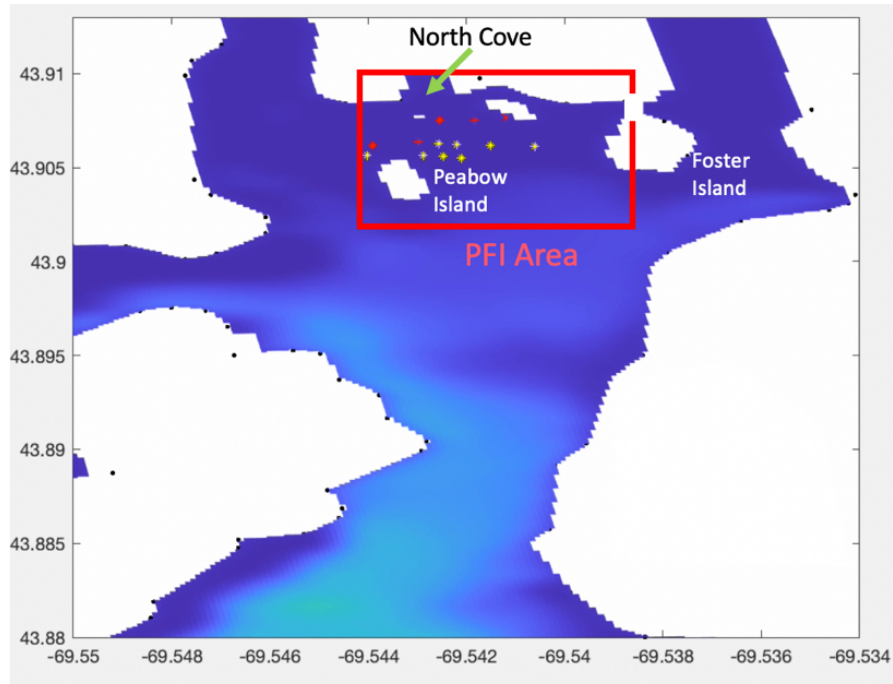 North Cove
43.91
43.905
Peabow
Island
Foster
Island
PFI Area
43.9
43.895
43.89
43.885
43.88
-69.55
-69.548
-69.546
-69.544
-69.542
-69.54
-69.538
-69.536
-69.534